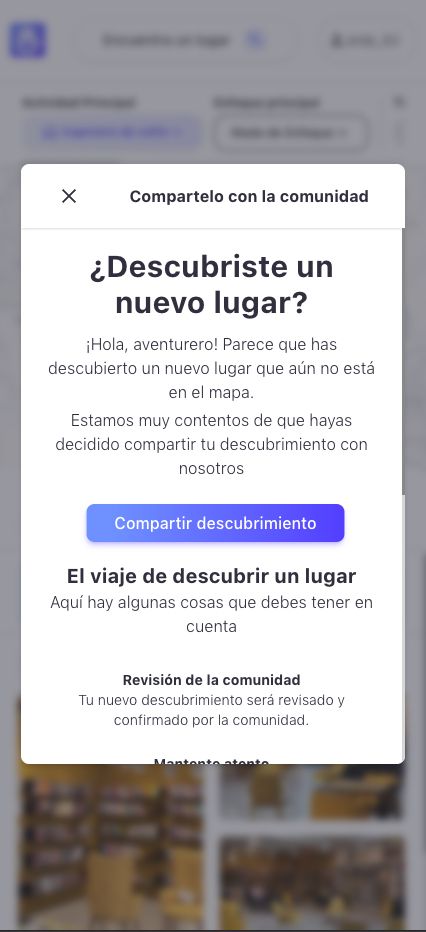 Compartelo con la comunidad
¿Descubriste un
nuevo lugar?
¡Hola, aventurero! Parece que has
descubierto un nuevo lugar que aún no está
en el mapa.
Estamos muy contentos de que hayas
decidido compartir tu descubrimiento con
nosotros
Compartir descubrimiento
El viaje de descubrir un lugar
Aquí hay algunas cosas que debes tener en
cuenta
Revisión de la comunidad
Tu nuevo descubrimiento será revisado y
confirmado por la comunidad.
Mantente atento